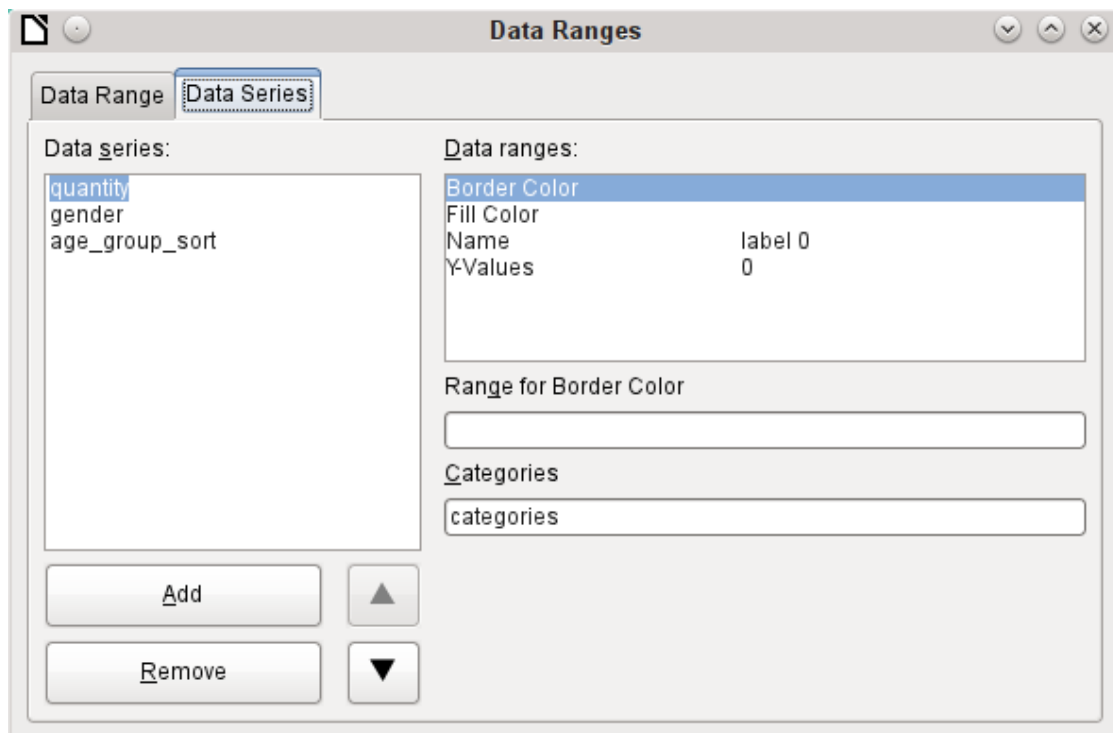 Data Ranges
Data Range
Data Series
Data series:
quantity
gender
age_group_sort
Add
Remove
Data ranges:
Border Color
Fill Color
Name label 0
Y-Values 0
Range for Border Color
Categories
categories